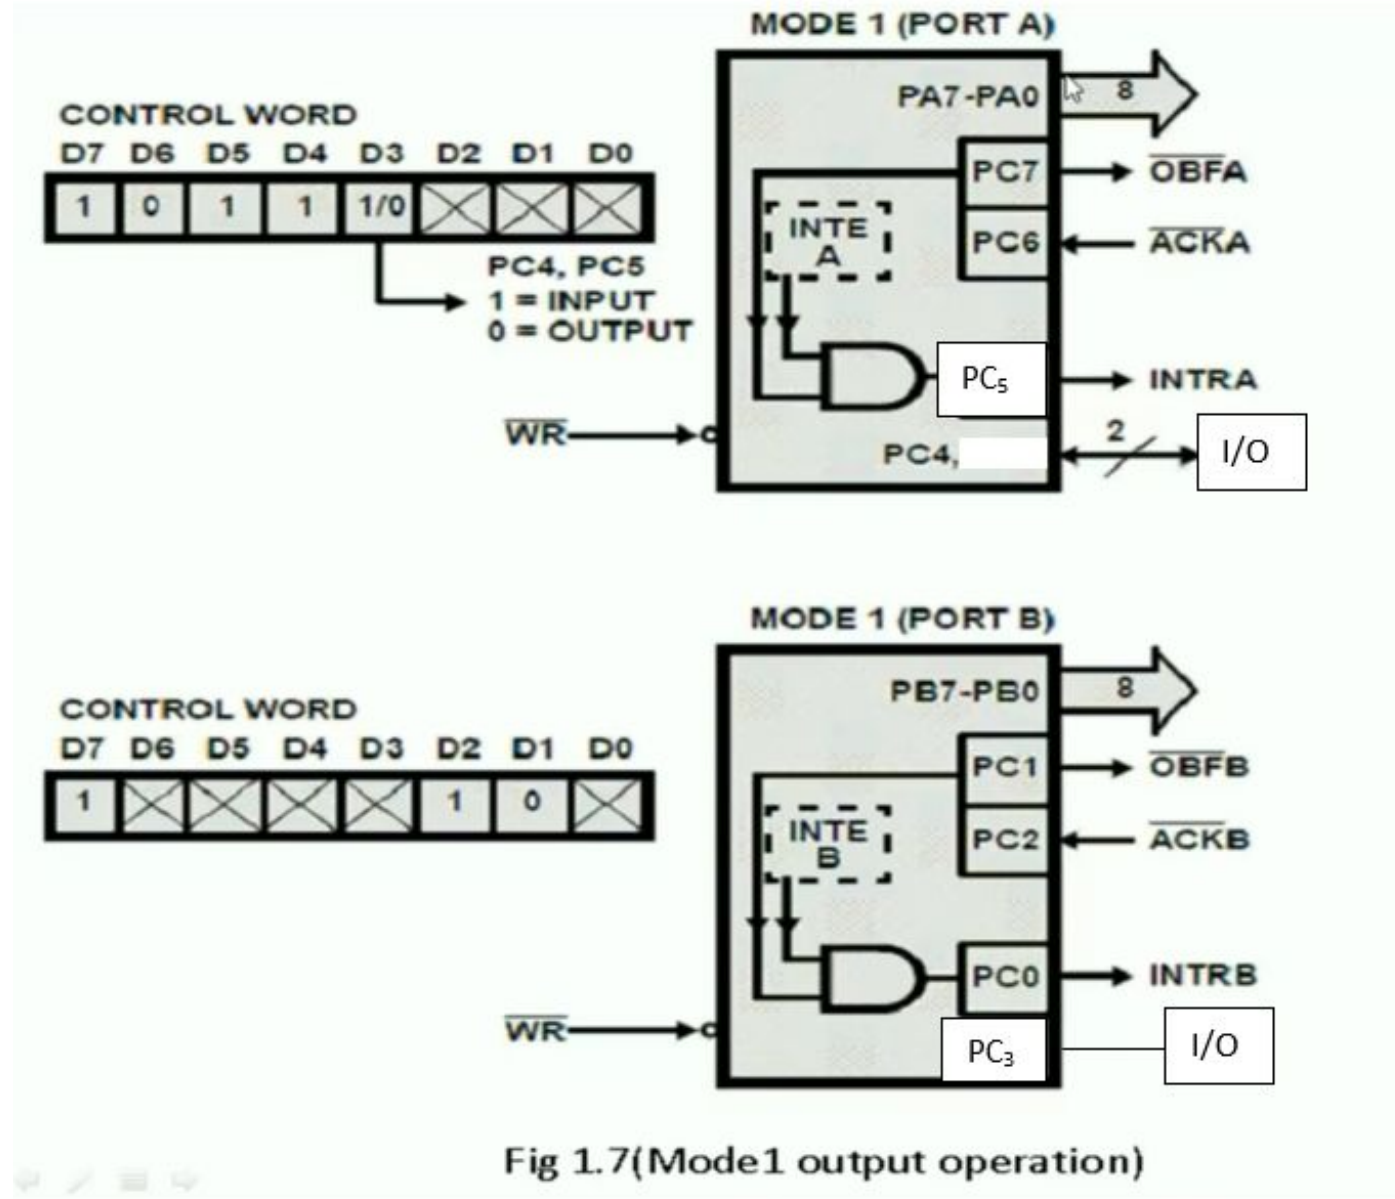 MODE 1 (PORT A)
CONTROL WORD
D7 D6 D5 D4 D3 D2 D1 D0
1 0 1 1 1/0
PC4, PC5
1 = INPUT
0 = OUTPUT
WR
PA7-PA0
8
PC7
OBFA
INTE
A
PC6
ACKA
PC5
INTRA
PC4,
2
I/O
MODE 1 (PORT B)
CONTROL WORD
D7 D6 D5 D4 D3 D2 D1 D0
1 1 0
WR
PB7-PB0
8
PC1
OBFB
INTE
B
PC2
ACKB
PC0
INTRB
PC3
I/O
Fig 1.7(Mode1 output operation)